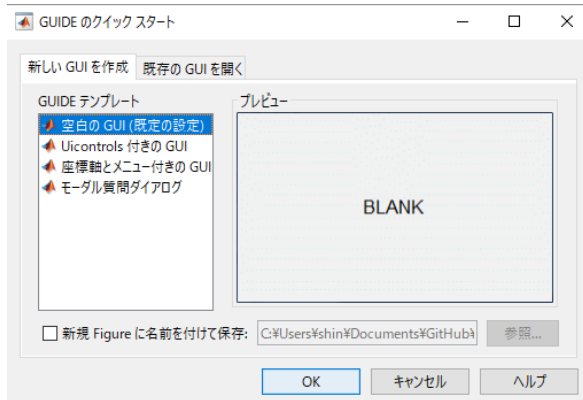 GUIDE のクイック スタート
新しい GUI を作成 既存の GUI を開く
GUIDE テンプレート
プレビュー
空白の GUI (既定の設定)
Uicontrols 付きの GUI
座標軸とメニュー付きの GUI
モーダル質問ダイアログ
BLANK
新規 Figure に名前を付けて保存: C:¥Users¥shin¥Documents¥GitHub¥ 参照...
OK キャンセル ヘルプ